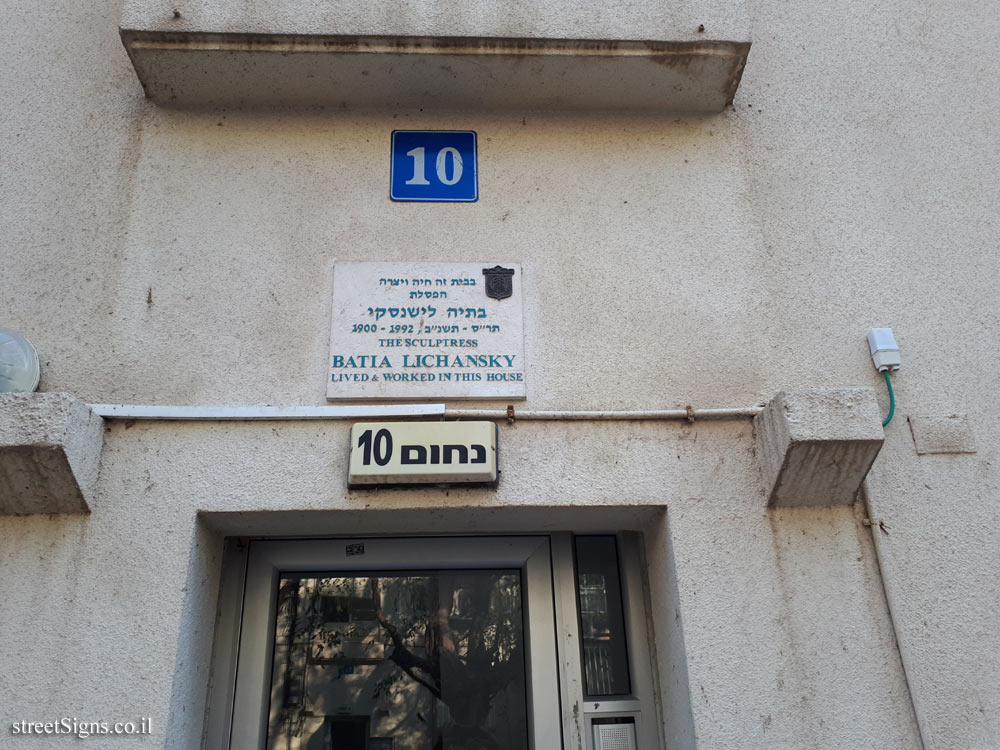 10
בבית זה חיה ויצרה
הפסלת
בתיה לישנסקי
תר"ס - תשנ"ב, 1992 - 1900
THE SCULPTRESS
BATIA LICHANSKY
LIVED & WORKED IN THIS HOUSE
נחום 10
streetSigns.co.il